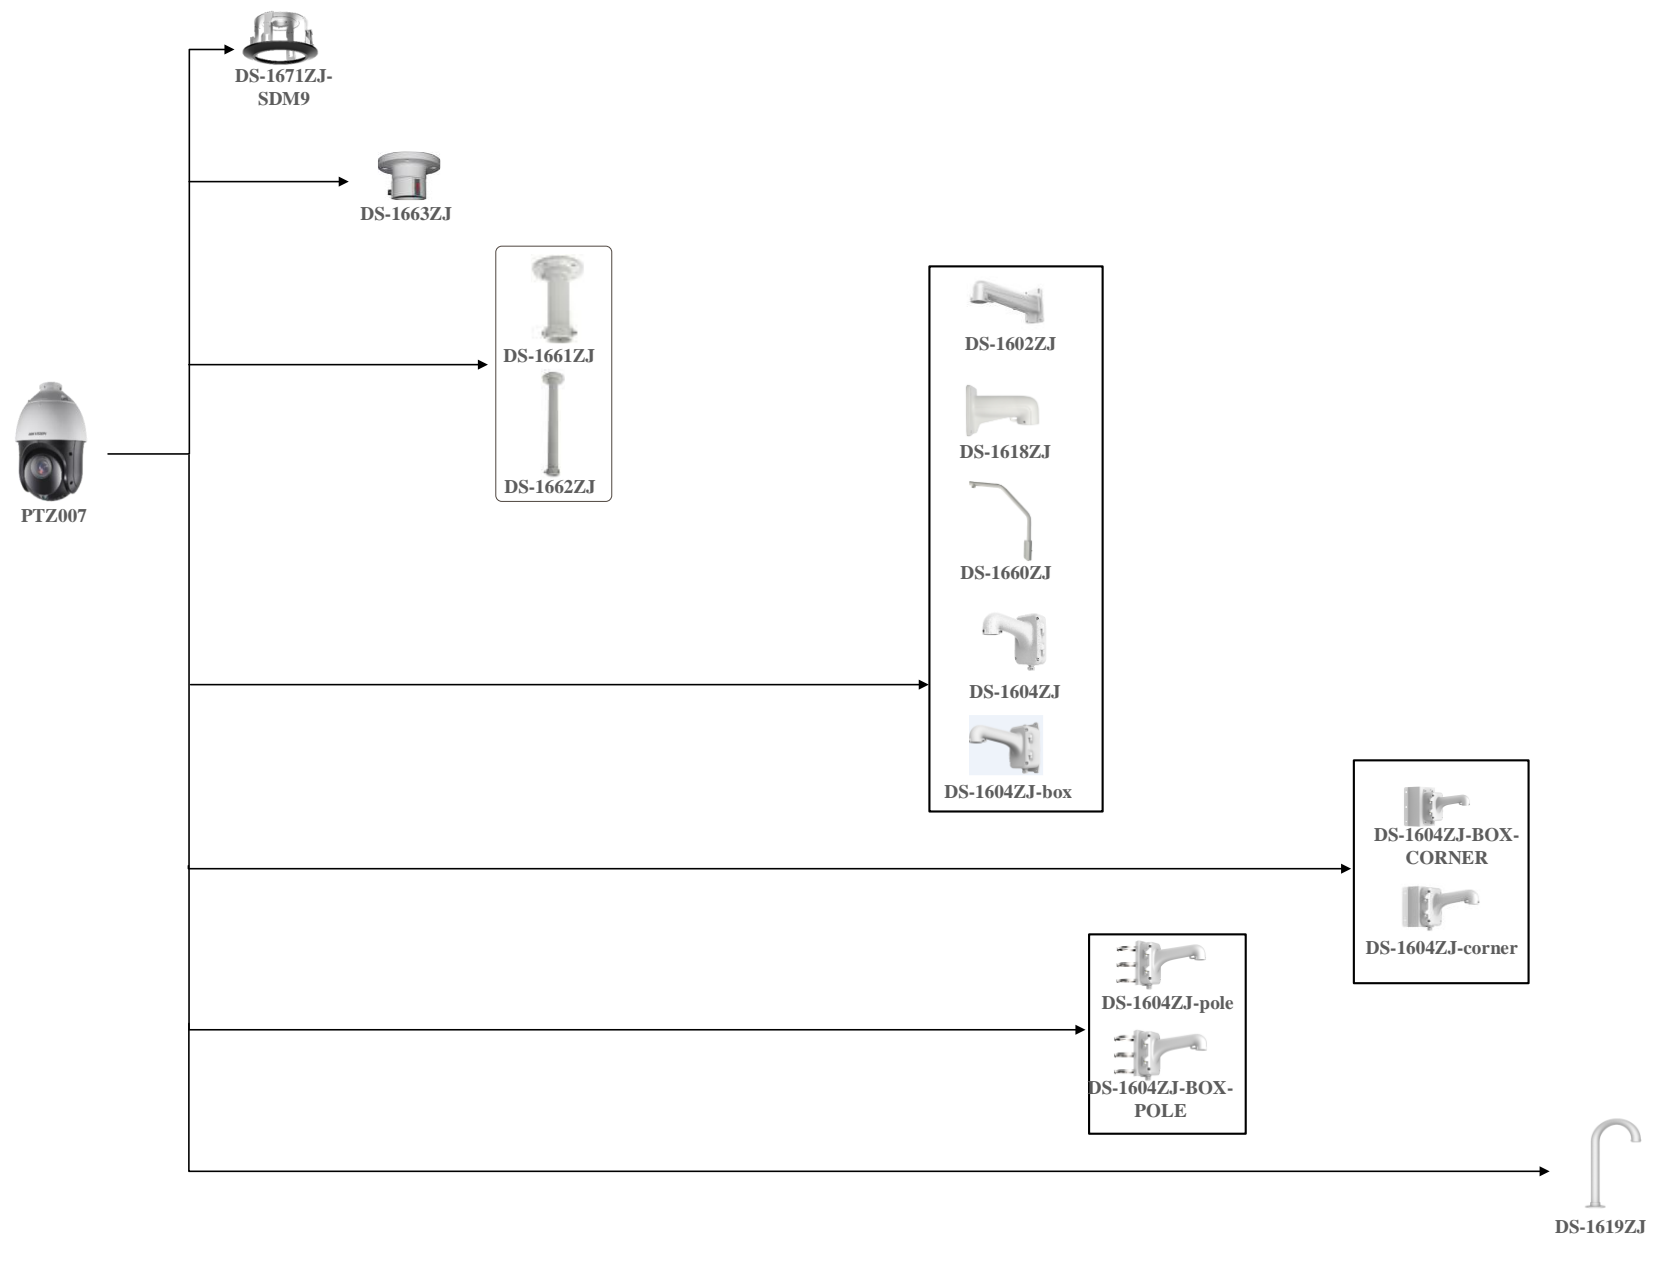 DS-1671ZJ-
SDM9
DS-1663ZJ
DS-1661ZJ
DS-1662ZJ
PTZ007
DS-1602ZJ
DS-1618ZJ
DS-1660ZJ
DS-1604ZJ
DS-1604ZJ-box
DS-1604ZJ-BOX-
CORNER
DS-1604ZJ-corner
DS-1604ZJ-pole
DS-1604ZJ-BOX-
POLE
DS-1619ZJ